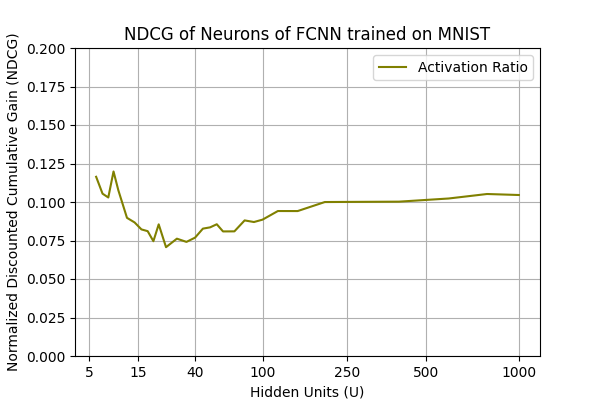 NDCG of Neurons of FCNN trained on MNIST
Activation Ratio
Normalized Discounted Cumulative Gain (NDCG)
0.200
0.175
0.150
0.125
0.100
0.075
0.050
0.025
0.000
5 15 40 100 250 500 1000
Hidden Units (U)